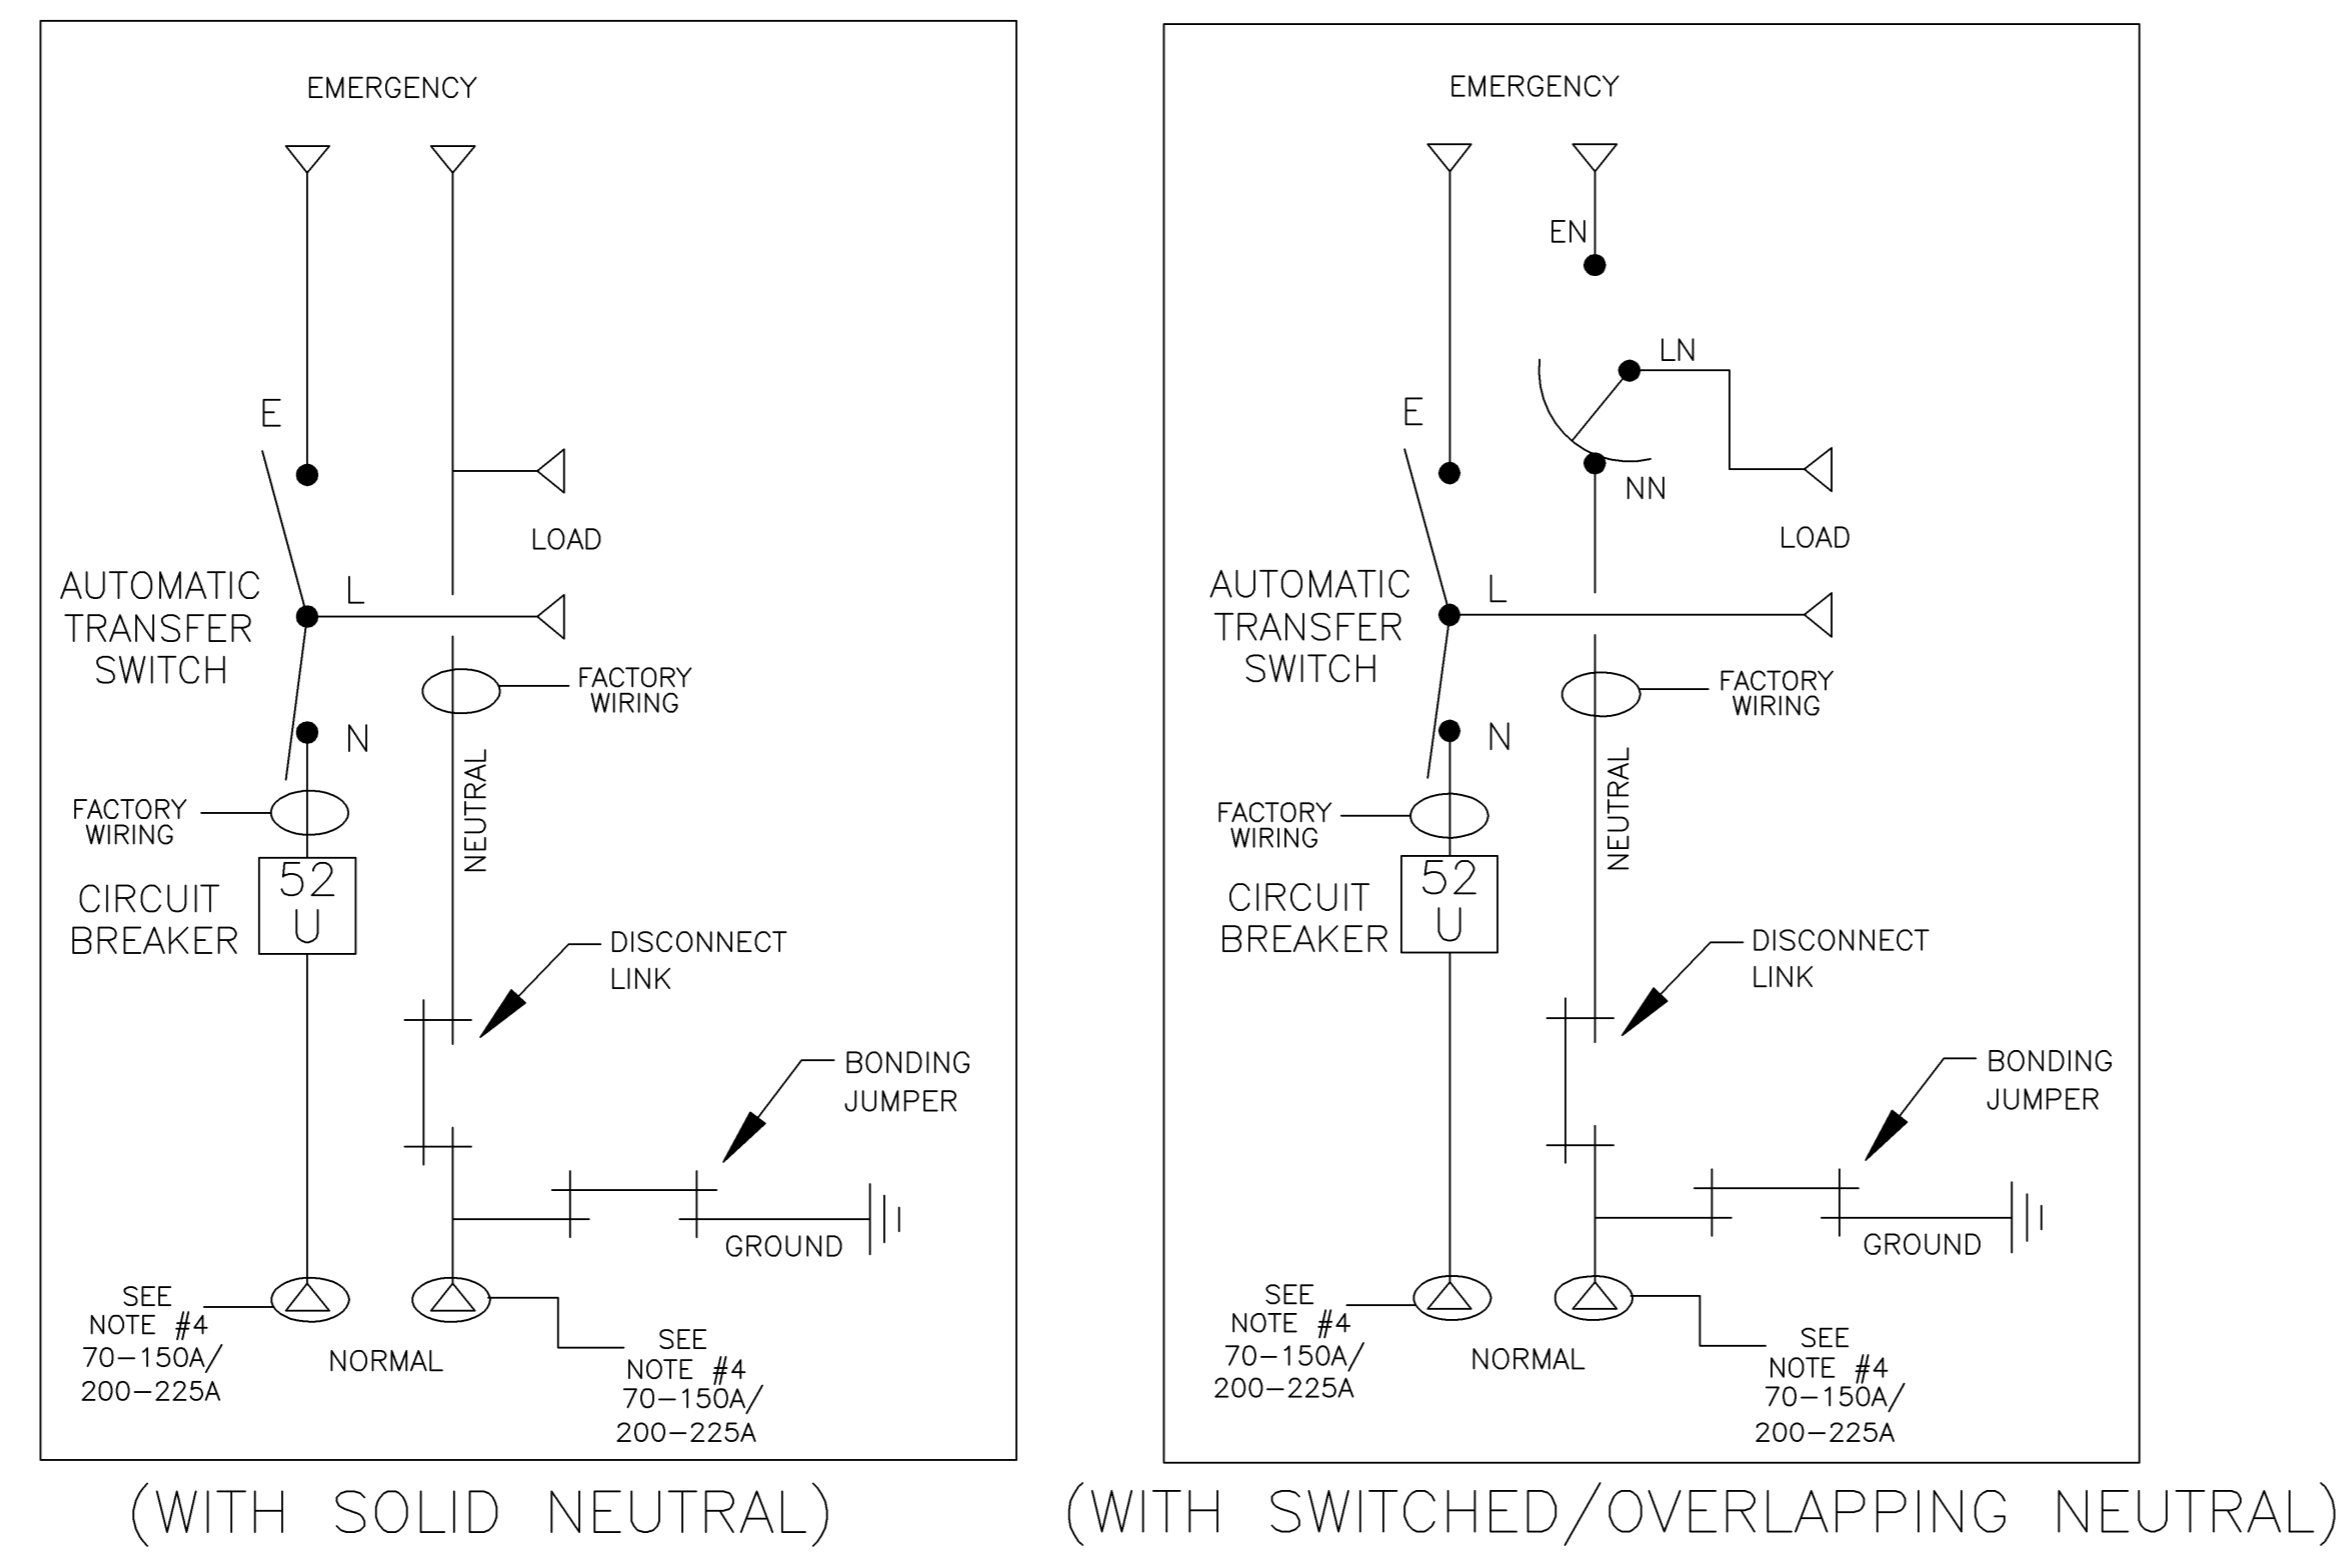 EMERGENCY
E
LOAD
AUTOMATIC
TRANSFER
SWITCH
L
FACTORY
WIRING
N
NEUTRAL
FACTORY
WIRING
52
U
CIRCUIT
BREAKER
DISCONNECT
LINK
BONDING
JUMPER
GROUND
SEE
NOTE #4
70-150A/
200-225A
NORMAL
SEE
NOTE #4
70-150A/
200-225A
(WITH SOLID NEUTRAL)
EMERGENCY
EN
LN
E
NN
LOAD
AUTOMATIC
TRANSFER
SWITCH
L
FACTORY
WIRING
N
NEUTRAL
FACTORY
WIRING
52
U
CIRCUIT
BREAKER
DISCONNECT
LINK
BONDING
JUMPER
GROUND
SEE
NOTE #4
70-150A/
200-225A
NORMAL
SEE
NOTE #4
70-150A/
200-225A
(WITH SWITCHED/OVERLAPPING NEUTRAL)